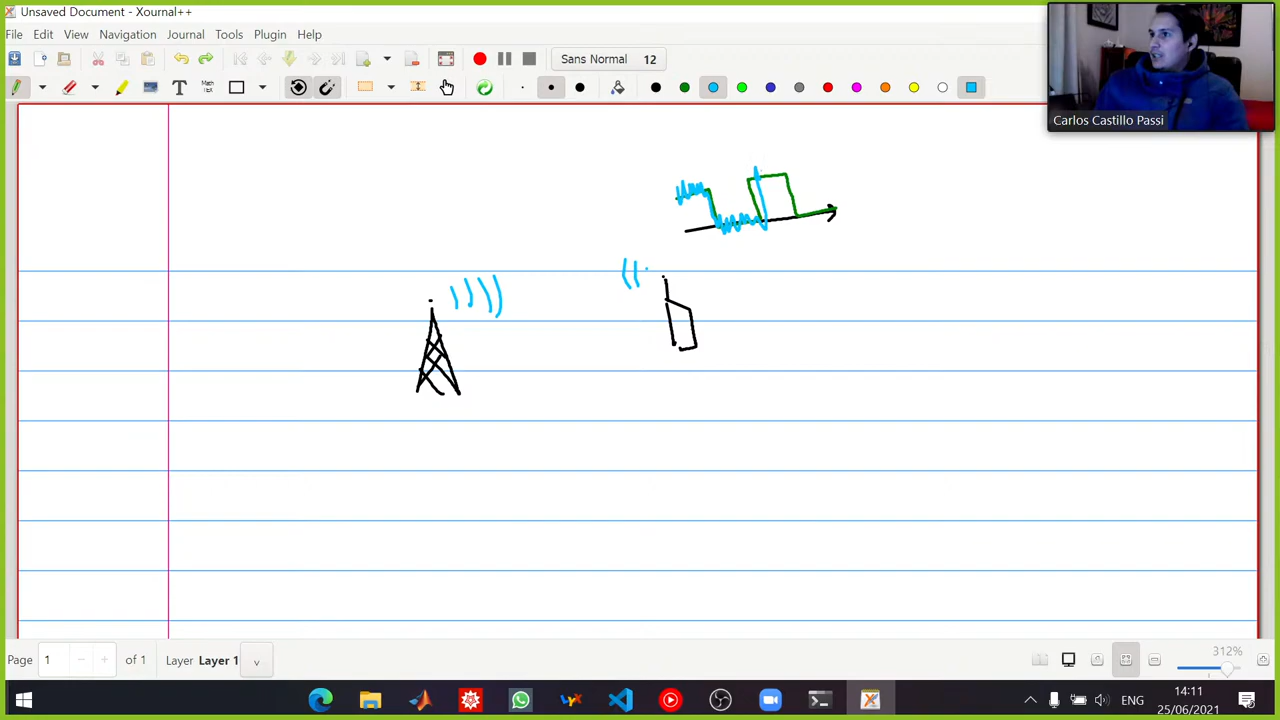 Unsaved Document - Xournal++
File Edit View Navigation Journal Tools Plugin Help
Sans Normal 12
Carlos Castillo Passi
Page 1 of 1 Layer Layer 1
312%
ENG
14:11
25/06/2021